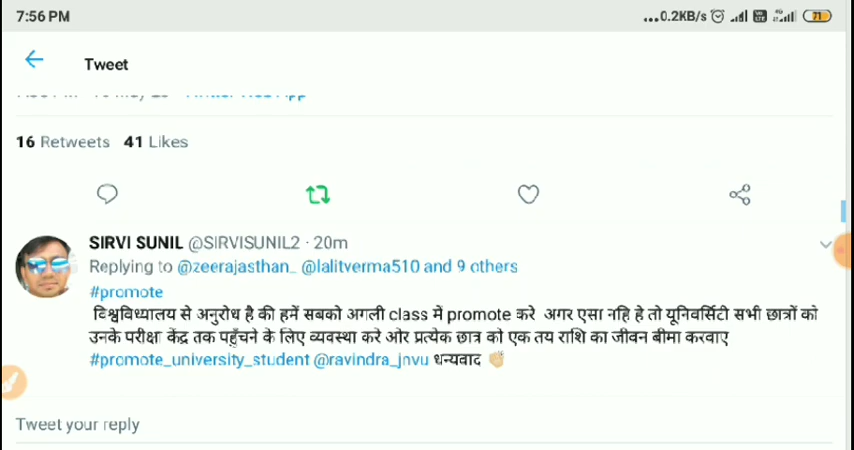 7:56 PM ...0.2KB/s 71
Tweet
16 Retweets 41 Likes
SIRVI SUNIL @SIRVISUNIL2 · 20m
Replying to @zeerajasthan_ @lalitverma510 and 9 others
#promote
विश्वविध्यालय से अनुरोध है की हमें सबको अगली class में promote करे अगर एसा नहि हे तो यूनिवर्सिटी सभी छात्रों को
उनके परीक्षा केंद्र तक पहुँचने के लिए व्यवस्था करे ओर प्रत्येक छात्र को एक तय राशि का जीवन बीमा करवाए
#promote_university_student @ravindra_jnvu धन्यवाद
Tweet your reply